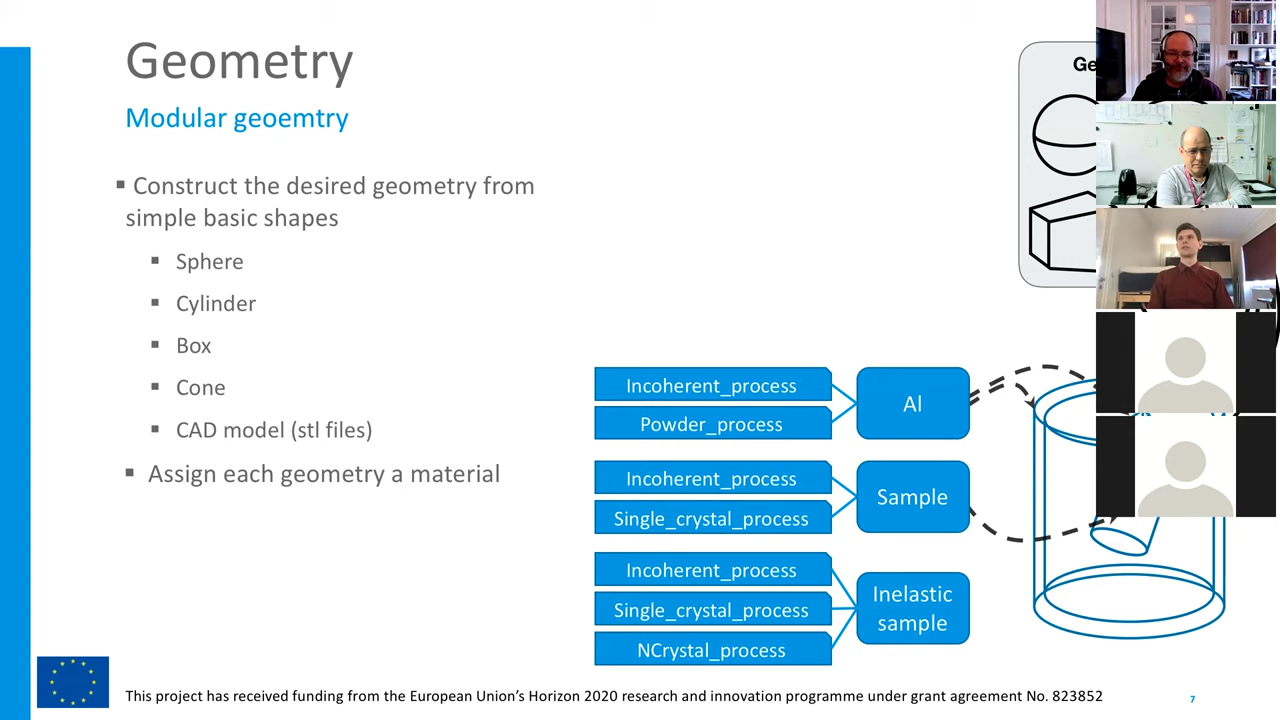 Geometry
Modular geoemtry
Construct the desired geometry from
simple basic shapes
Sphere
Cylinder
Box
Cone
CAD model (stl files)
Assign each geometry a material
Ge
Incoherent_process
Powder_process
Al
Incoherent_process
Single_crystal_process
Sample
Incoherent_process
Single_crystal_process
NCrystal_process
Inelastic
sample
This project has received funding from the European Union's Horizon 2020 research and innovation programme under grant agreement No. 823852
7